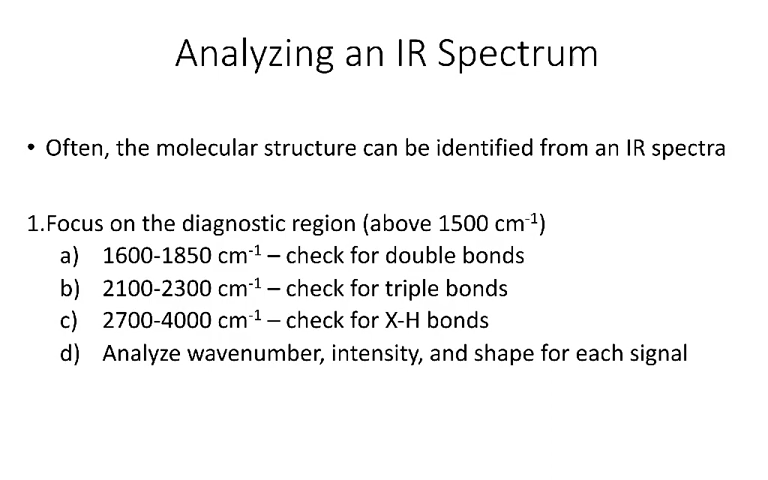 Analyzing an IR Spectrum
• Often, the molecular structure can be identified from an IR spectra
1.Focus on the diagnostic region (above 1500 cm⁻¹)
a) 1600-1850 cm⁻¹ – check for double bonds
b) 2100-2300 cm⁻¹ – check for triple bonds
c) 2700-4000 cm⁻¹ – check for X-H bonds
d) Analyze wavenumber, intensity, and shape for each signal